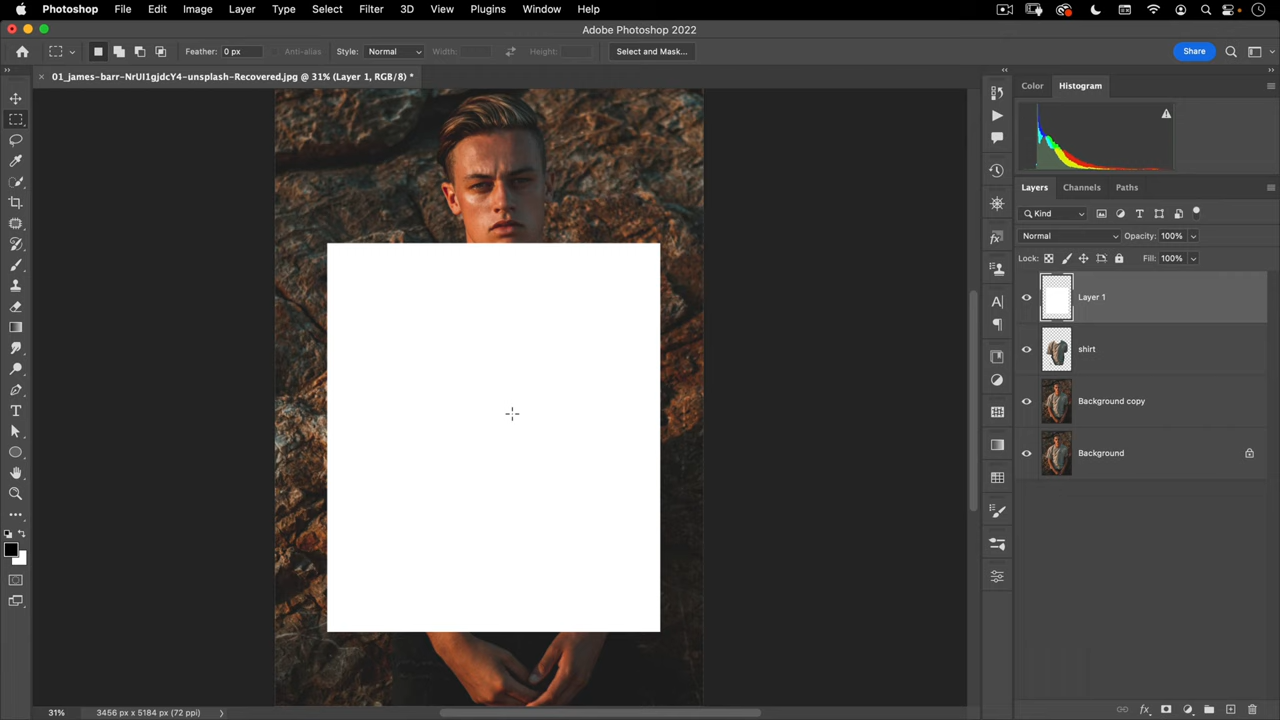 Photoshop File Edit Image Layer Type Select Filter 3D View Plugins Window Help
Adobe Photoshop 2022
Feather: 0 px Anti-alias Style: Normal Width: Height: Select and Mask... Share
01_james-barr-NrUI1gjdcY4-unsplash-Recovered.jpg @ 31% (Layer 1, RGB/8) *
Color Histogram
Layers Channels Paths
Kind
Normal Opacity: 100%
Lock: Fill: 100%
Layer 1
shirt
Background copy
Background
31% 3456 px x 5184 px (72 ppi)